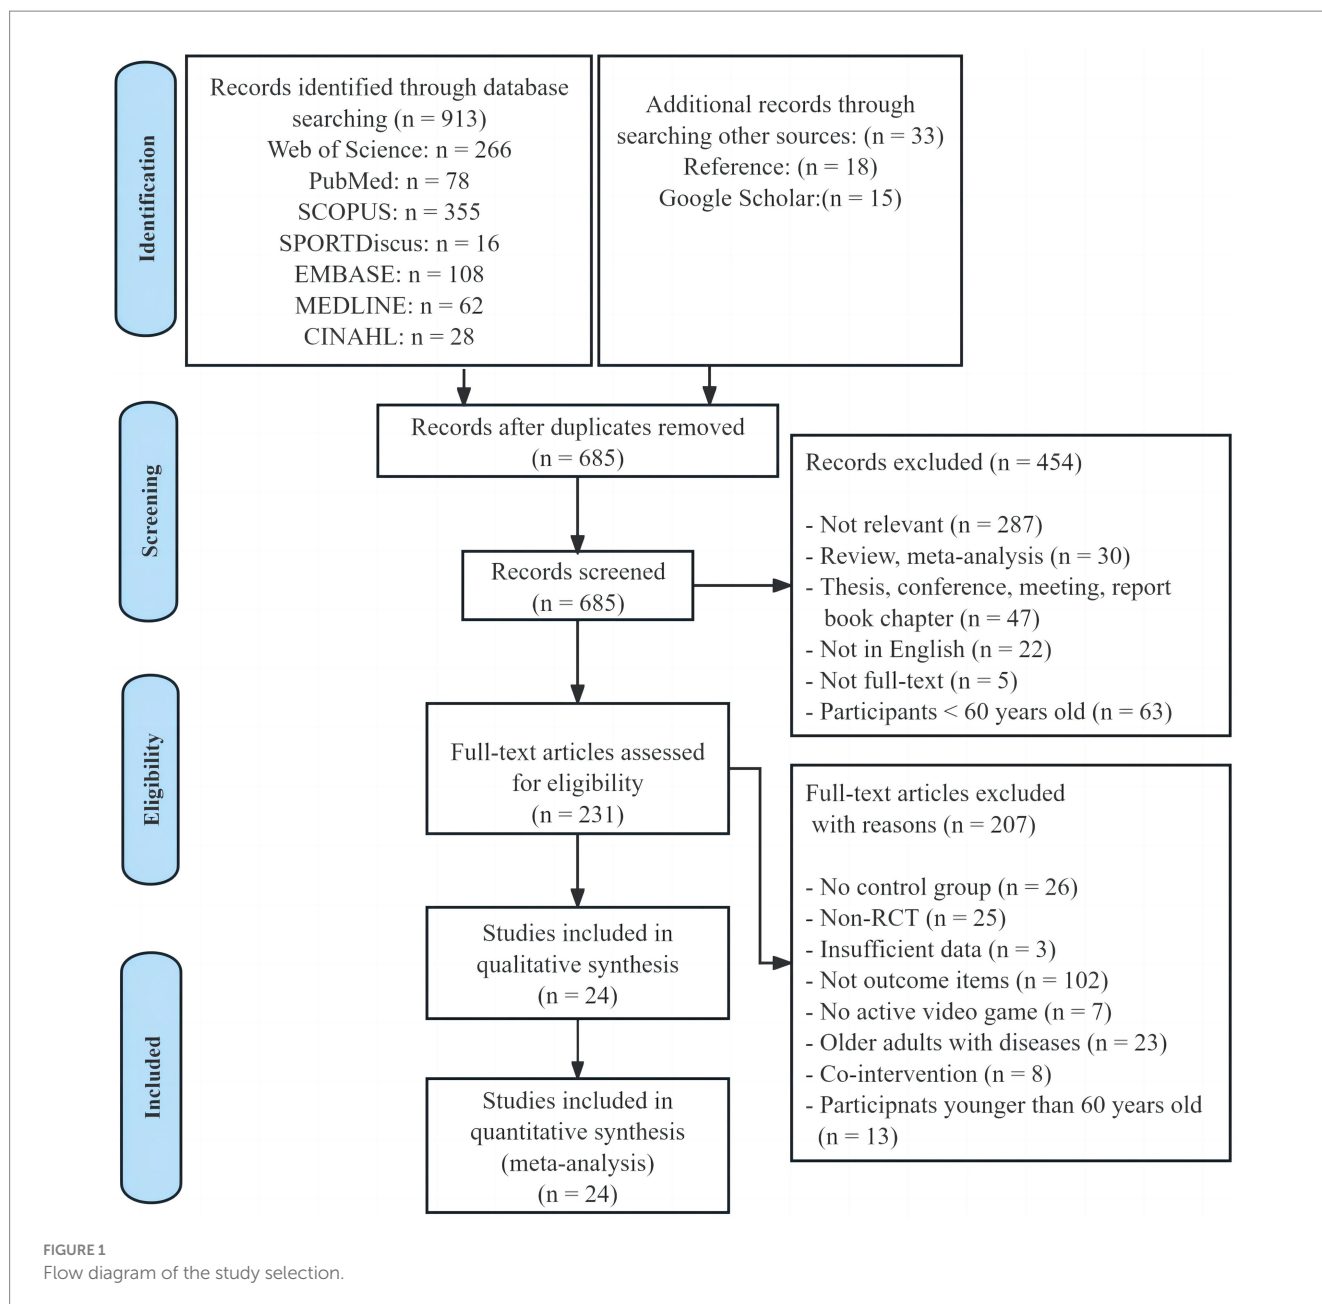 Identification
Records identified through database
searching (n = 913)
Web of Science: n = 266
PubMed: n = 78
SCOPUS: n = 355
SPORTDiscus: n = 16
EMBASE: n = 108
MEDLINE: n = 62
CINAHL: n = 28
Additional records through
searching other sources: (n = 33)
Reference: (n = 18)
Google Scholar:(n = 15)
Screening
Records after duplicates removed
(n = 685)
Records screened
(n = 685)
Records excluded (n = 454)
- Not relevant (n = 287)
- Review, meta-analysis (n = 30)
- Thesis, conference, meeting, report
book chapter (n = 47)
- Not in English (n = 22)
- Not full-text (n = 5)
- Participants < 60 years old (n = 63)
Eligibility
Full-text articles assessed
for eligibility
(n = 231)
Full-text articles excluded
with reasons (n = 207)
- No control group (n = 26)
- Non-RCT (n = 25)
- Insufficient data (n = 3)
- Not outcome items (n = 102)
- No active video game (n = 7)
- Older adults with diseases (n = 23)
- Co-intervention (n = 8)
- Participnats younger than 60 years old
(n = 13)
Included
Studies included in
qualitative synthesis
(n = 24)
Studies included in
quantitative synthesis
(meta-analysis)
(n = 24)
FIGURE 1
Flow diagram of the study selection.